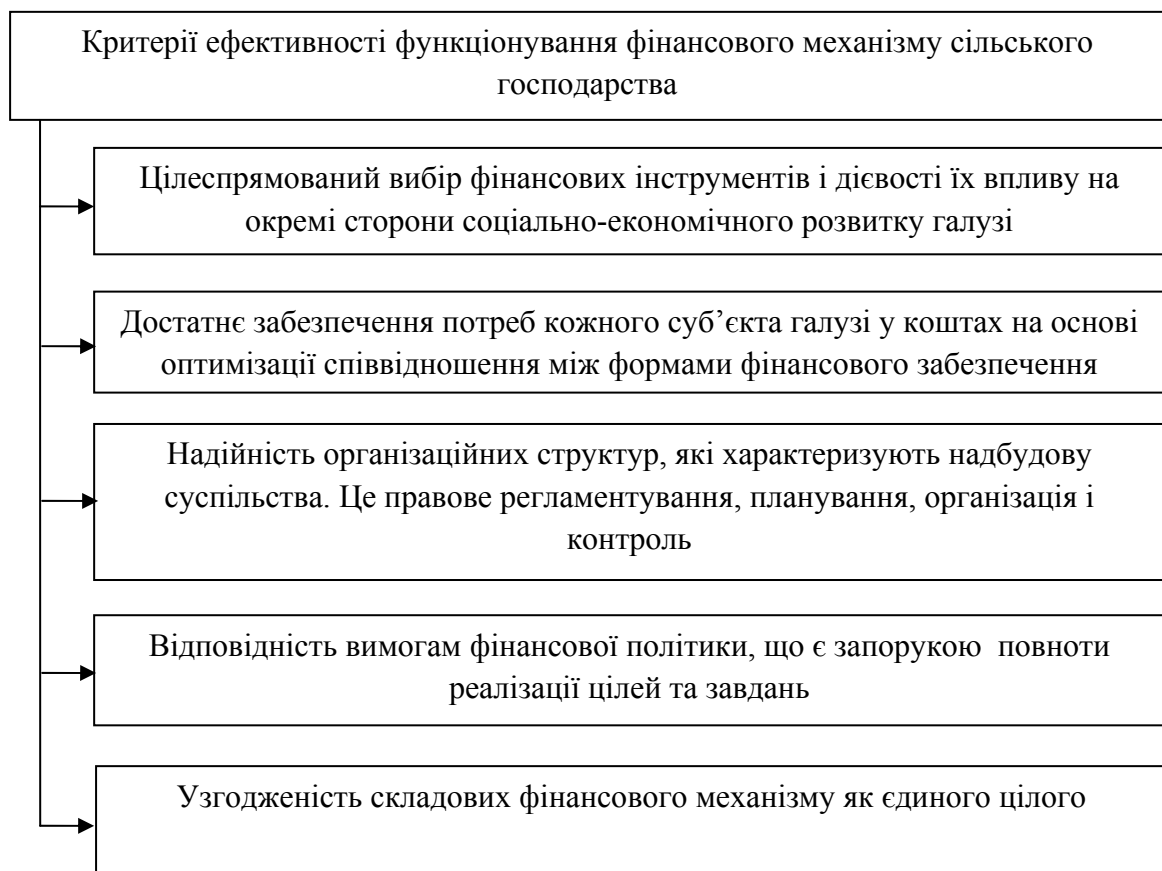 Критерії ефективності функціонування фінансового механізму сільського
господарства
Цілеспрямований вибір фінансових інструментів і дієвості їх впливу на
окремі сторони соціально-економічного розвитку галузі
Достатнє забезпечення потреб кожного суб’єкта галузі у коштах на основі
оптимізації співвідношення між формами фінансового забезпечення
Надійність організаційних структур, які характеризують надбудову
суспільства. Це правове регламентування, планування, організація і
контроль
Відповідність вимогам фінансової політики, що є запорукою повноти
реалізації цілей та завдань
Узгодженість складових фінансового механізму як єдиного цілого